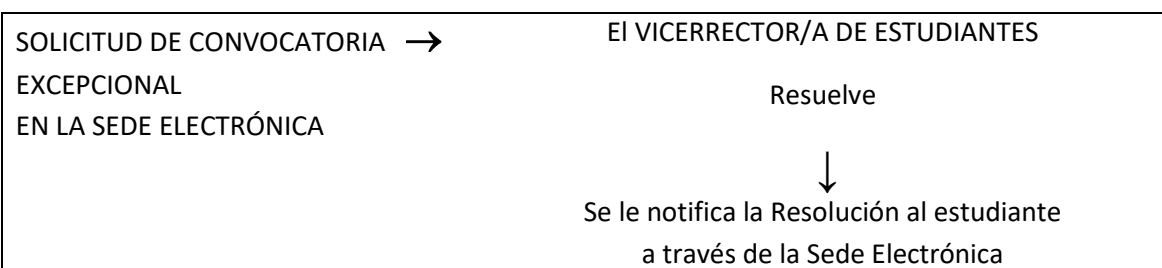 SOLICITUD DE CONVOCATORIA →
EXCEPCIONAL
EN LA SEDE ELECTRÓNICA
El VICERRECTOR/A DE ESTUDIANTES
Resuelve
↓
Se le notifica la Resolución al estudiante
a través de la Sede Electrónica